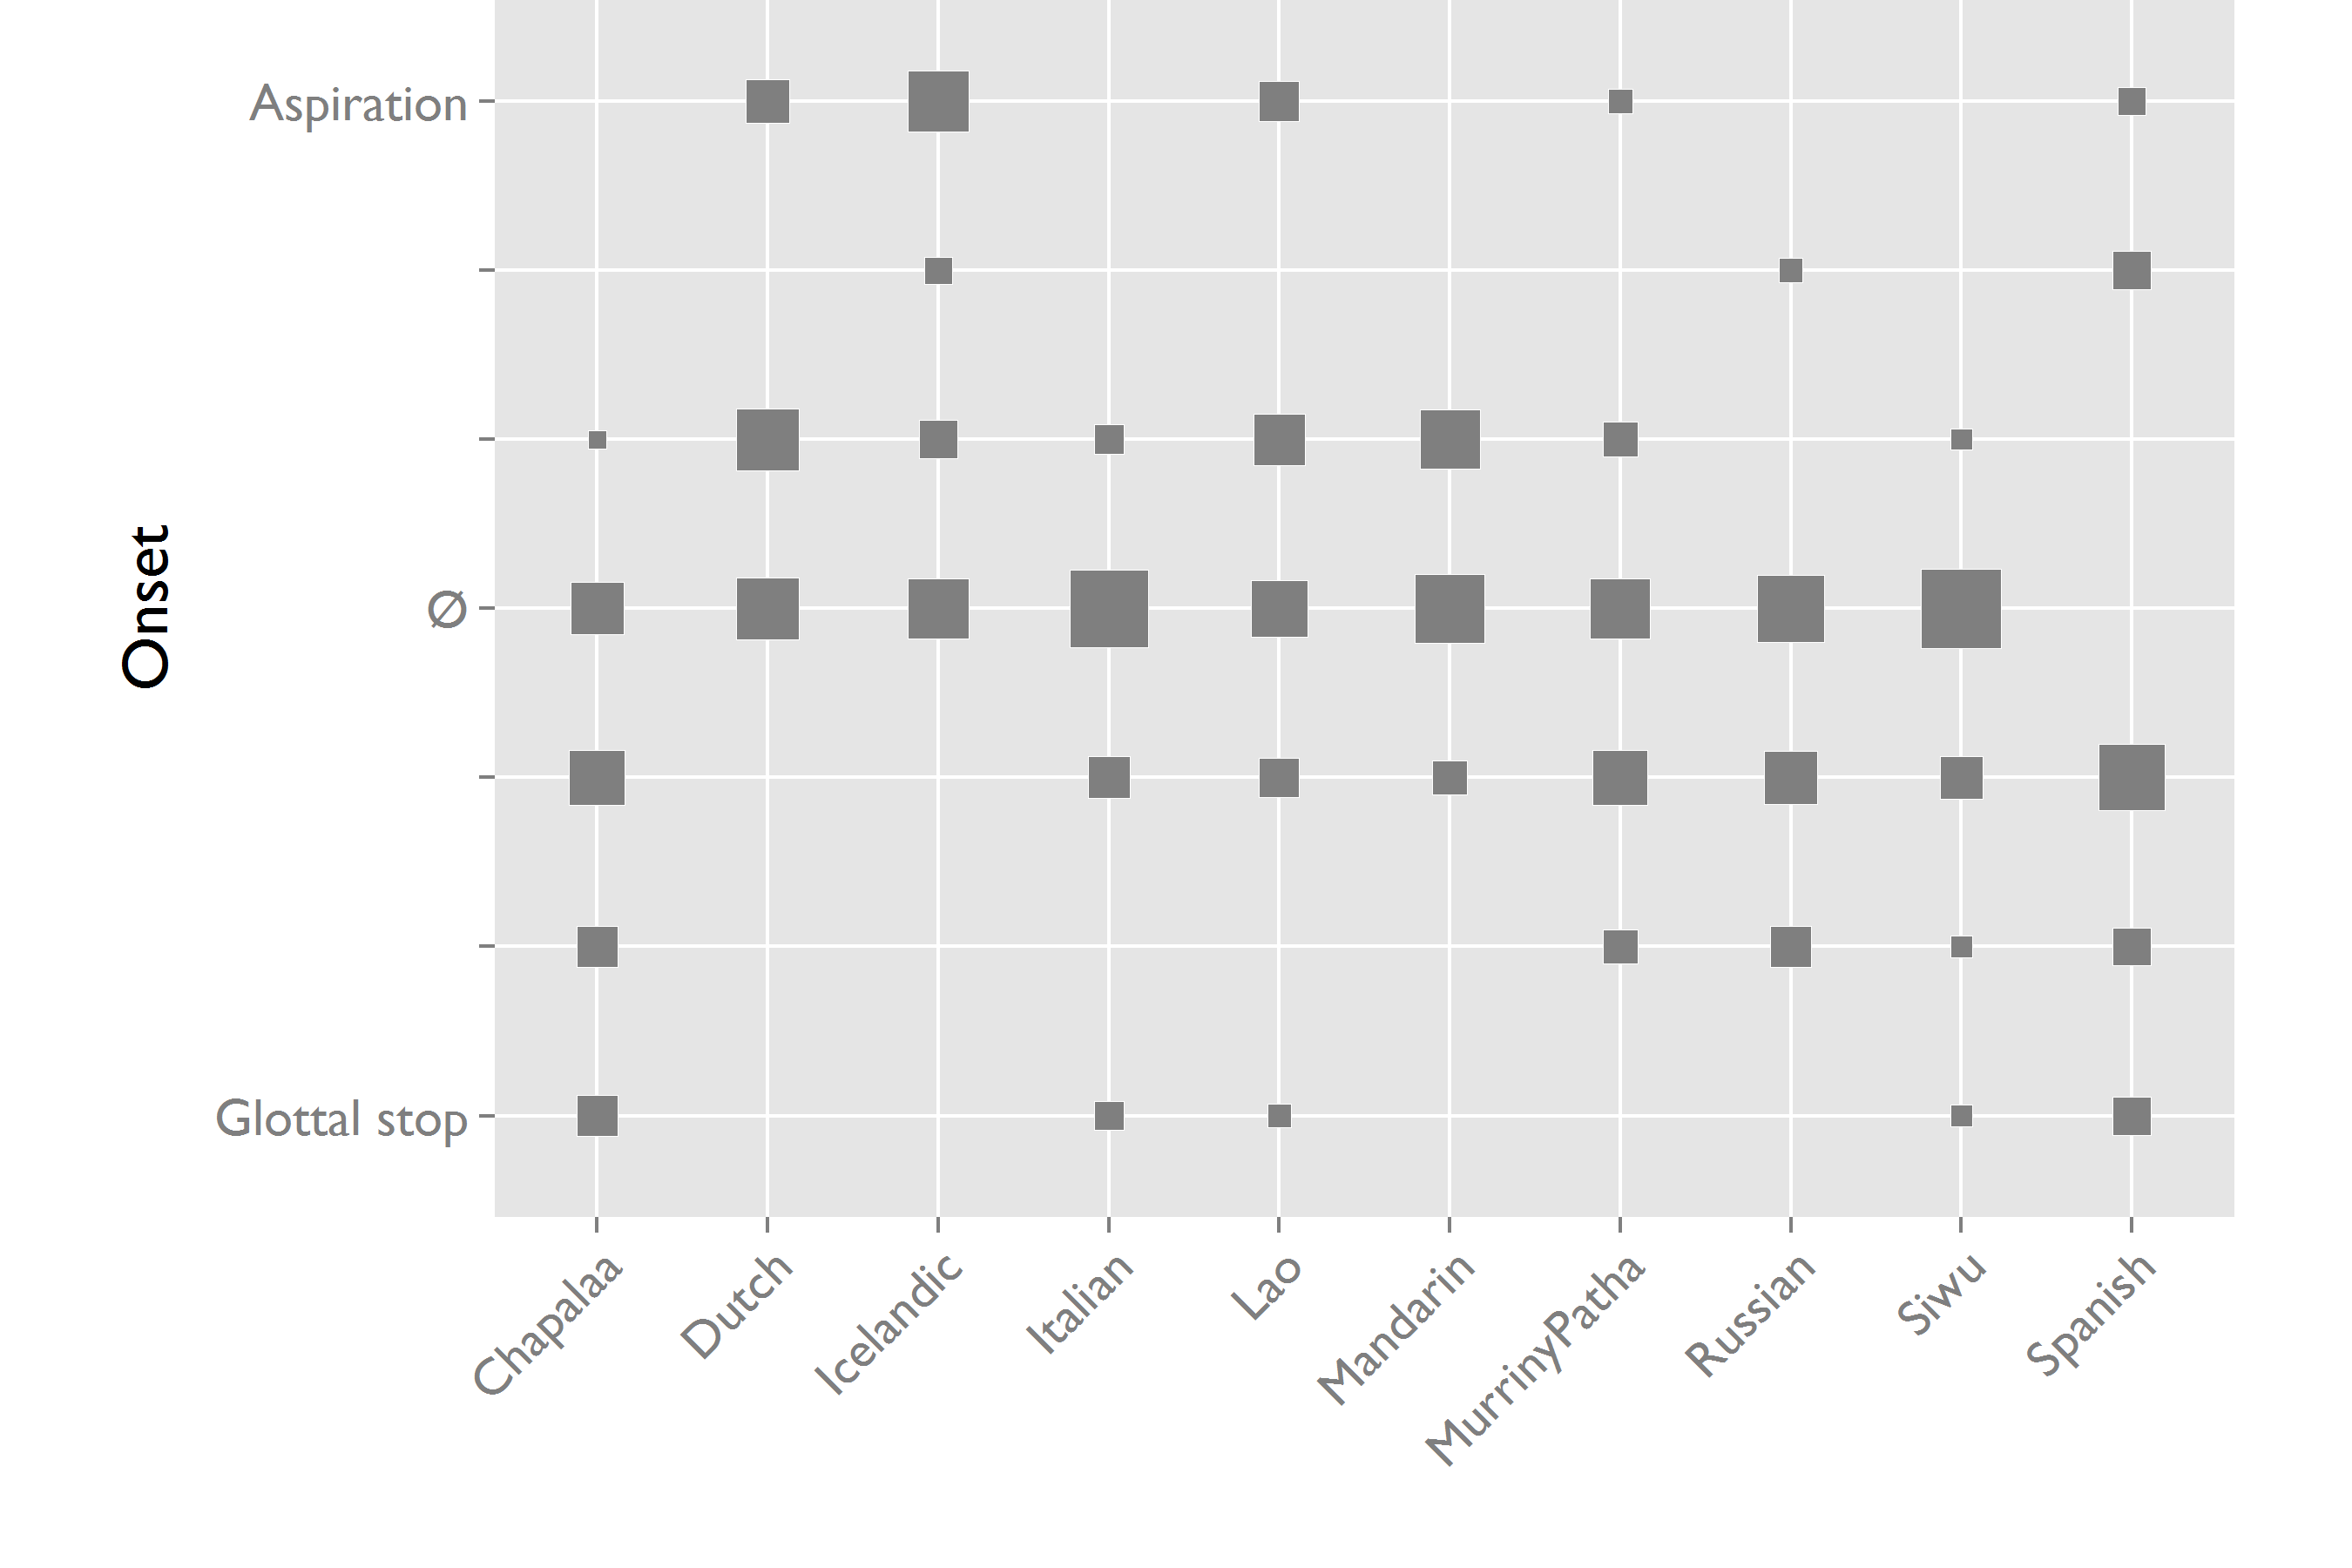 Aspiration
Onset
Ø
Glottal stop
Chapalaa
Dutch
Icelandic
Italian
Lao
Mandarin
MurrinyPatha
Russian
Siwu
Spanish